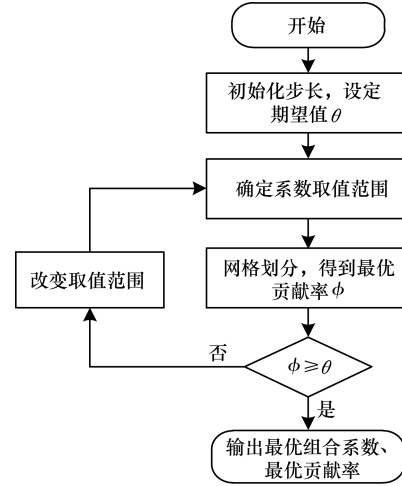 开始
初始化步长，设定
期望值θ
确定系数取值范围
网格划分，得到最优
贡献率ϕ
改变取值范围
否
ϕ≥θ
是
输出最优组合系数、
最优贡献率